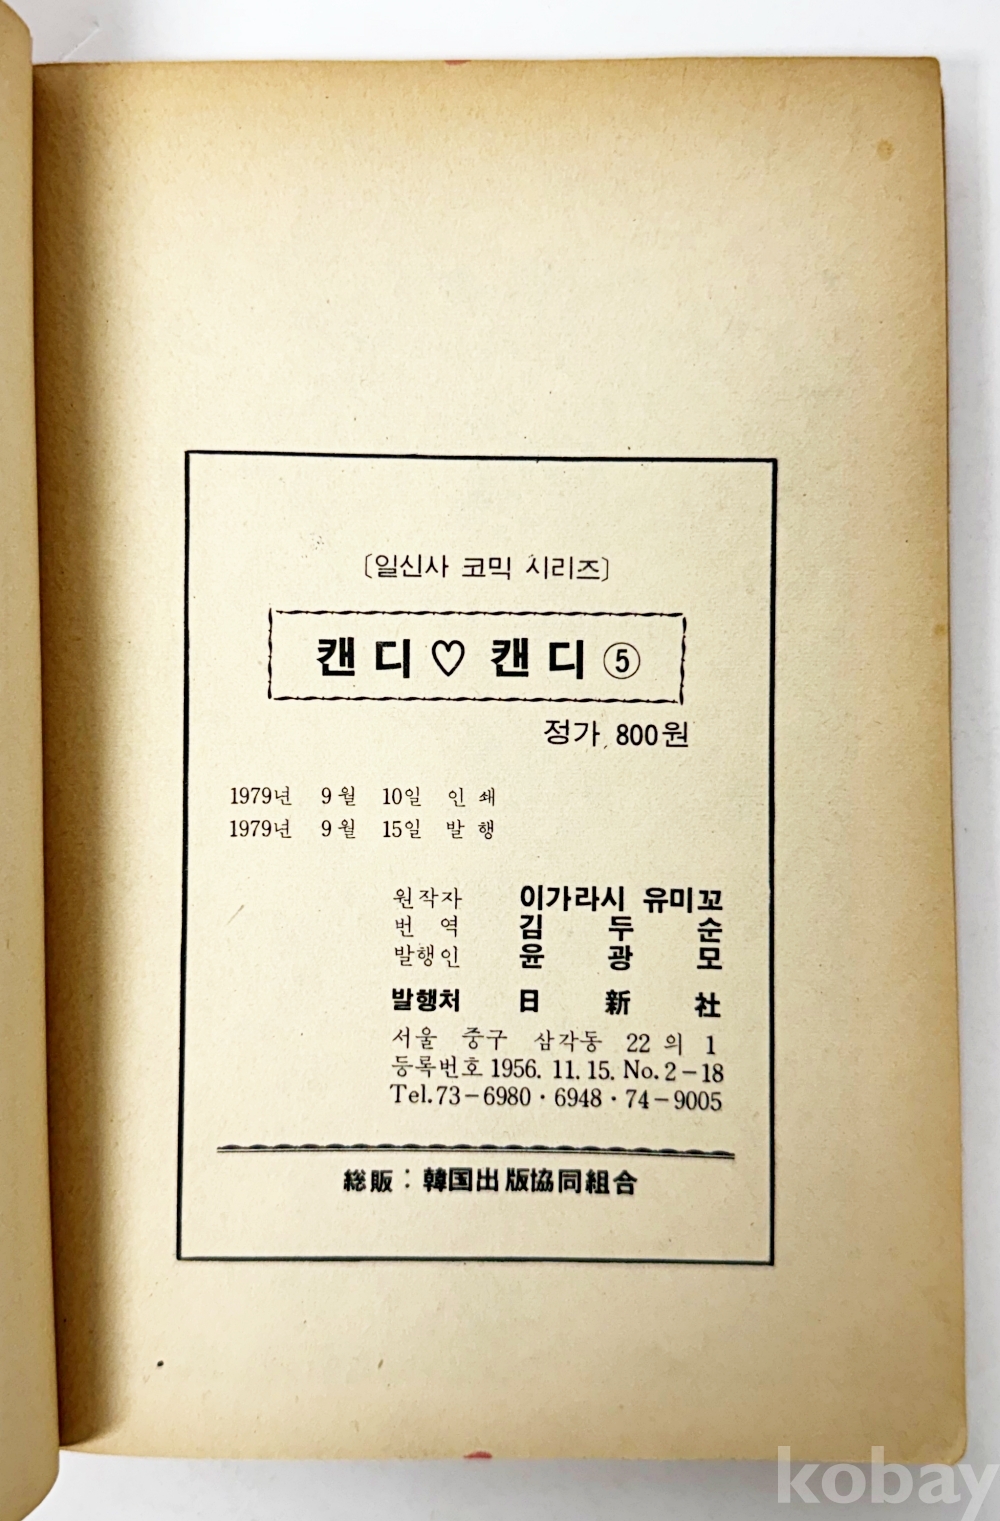 〔일신사 코믹 시리즈〕
캔디♡캔디⑤
정가 800원
1979년 9월 10일 인쇄
1979년 9월 15일 발행
원작자 이가라시 유미꼬
번역 김두순
발행인 윤광모
발행처 日新社
서울 중구 삼각동 22의 1
등록번호 1956. 11. 15. No. 2-18
Tel. 73-6980·6948·74-9005
総販：韓国出版協同組合
kobay